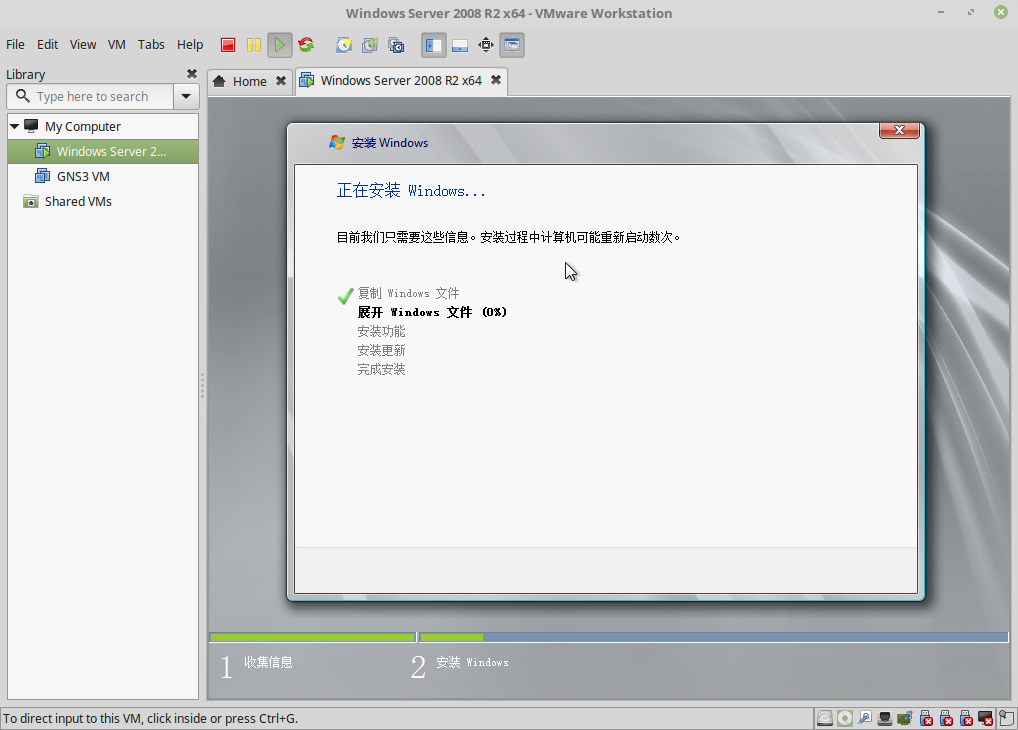 Windows Server 2008 R2 x64 - VMware Workstation
File Edit View VM Tabs Help
Library
Type here to search
My Computer
Windows Server 2...
GNS3 VM
Shared VMs
Home
Windows Server 2008 R2 x64
安装 Windows
正在安装 Windows...
目前我们只需要这些信息。安装过程中计算机可能重新启动数次。
复制 Windows 文件
展开 Windows 文件 (0%)
安装功能
安装更新
完成安装
1 收集信息
2 安装 Windows
To direct input to this VM, click inside or press Ctrl+G.